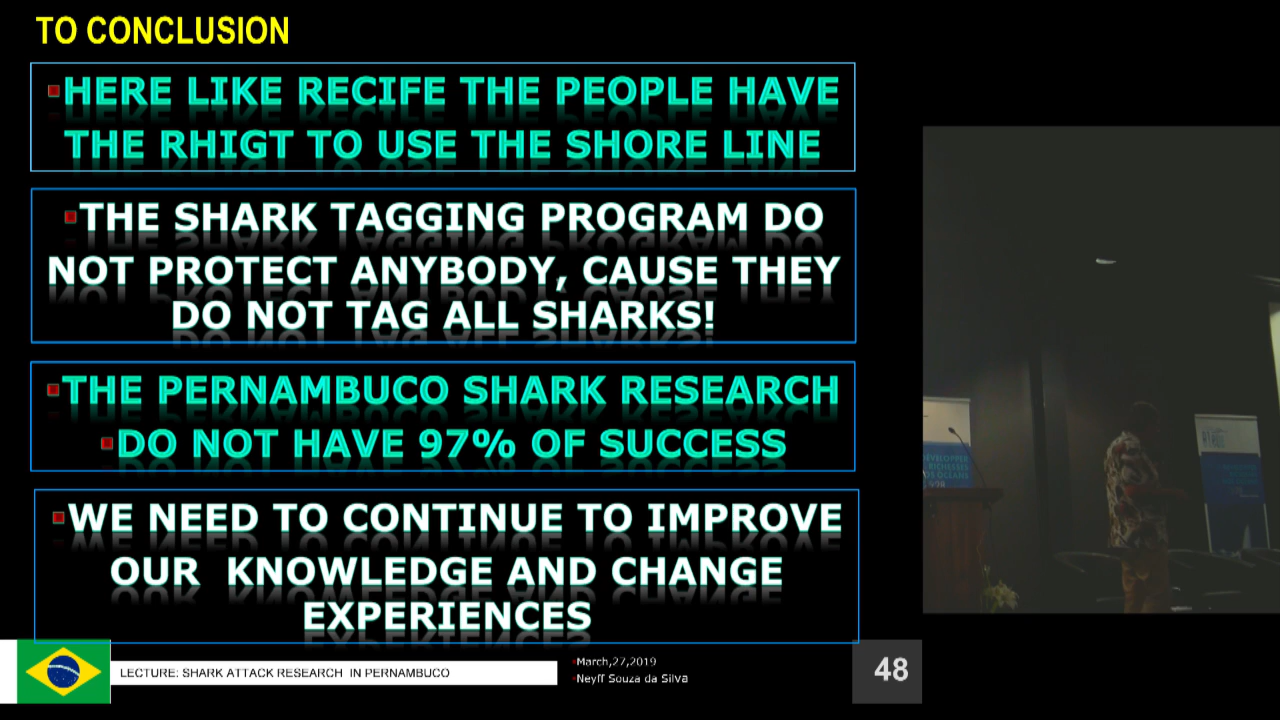 TO CONCLUSION
▪HERE LIKE RECIFE THE PEOPLE HAVE
THE RHIGT TO USE THE SHORE LINE
▪THE SHARK TAGGING PROGRAM DO
NOT PROTECT ANYBODY, CAUSE THEY
DO NOT TAG ALL SHARKS!
▪THE PERNAMBUCO SHARK RESEARCH
▪DO NOT HAVE 97% OF SUCCESS
▪WE NEED TO CONTINUE TO IMPROVE
OUR KNOWLEDGE AND CHANGE
EXPERIENCES
LECTURE: SHARK ATTACK RESEARCH IN PERNAMBUCO
▪March,27,2019
▪Neyff Souza da Silva
48